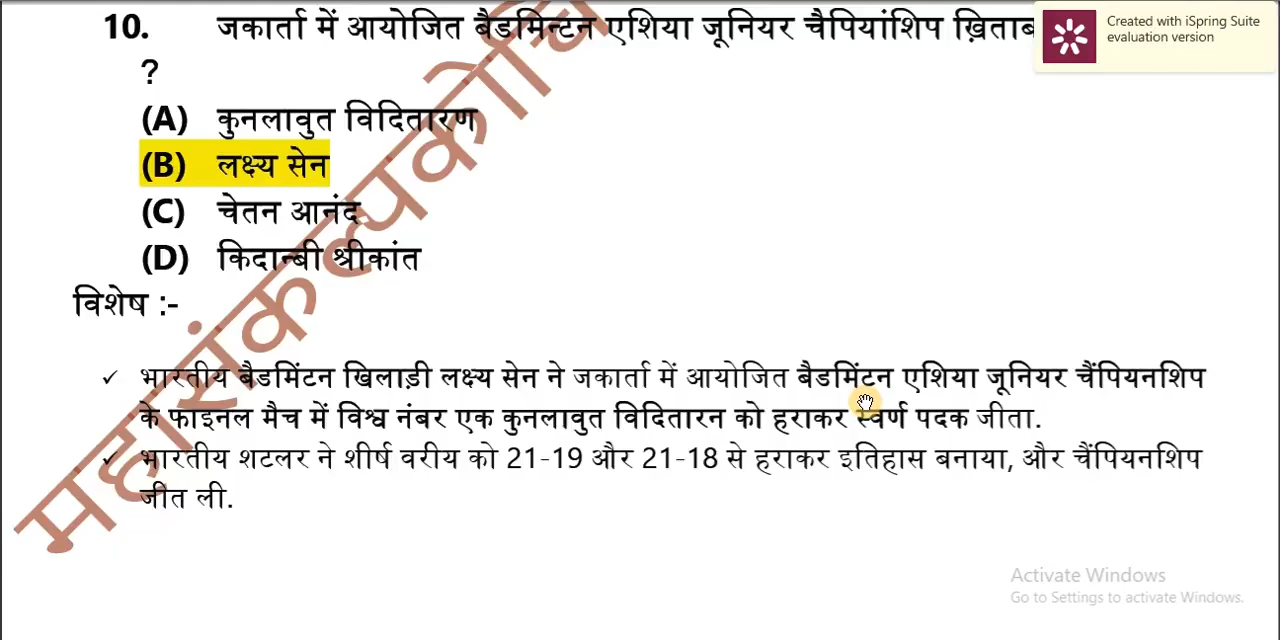 10. जकार्ता में आयोजित बैडमिन्टन एशिया जूनियर चैपियांशिप ख़िताब
?
(A) कुनलावुत विदितारण
(B) लक्ष्य सेन
(C) चेतन आनंद
(D) किदान्बी श्रीकांत
विशेष :-
✓ भारतीय बैडमिंटन खिलाड़ी लक्ष्य सेन ने जकार्ता में आयोजित बैडमिंटन एशिया जूनियर चैंपियनशिप
के फाइनल मैच में विश्व नंबर एक कुनलावुत विदितारन को हराकर स्वर्ण पदक जीता.
✓ भारतीय शटलर ने शीर्ष वरीय को 21-19 और 21-18 से हराकर इतिहास बनाया, और चैंपियनशिप
जीत ली.
Created with iSpring Suite
evaluation version
महासंकल्पकोचि
Activate Windows
Go to Settings to activate Windows.